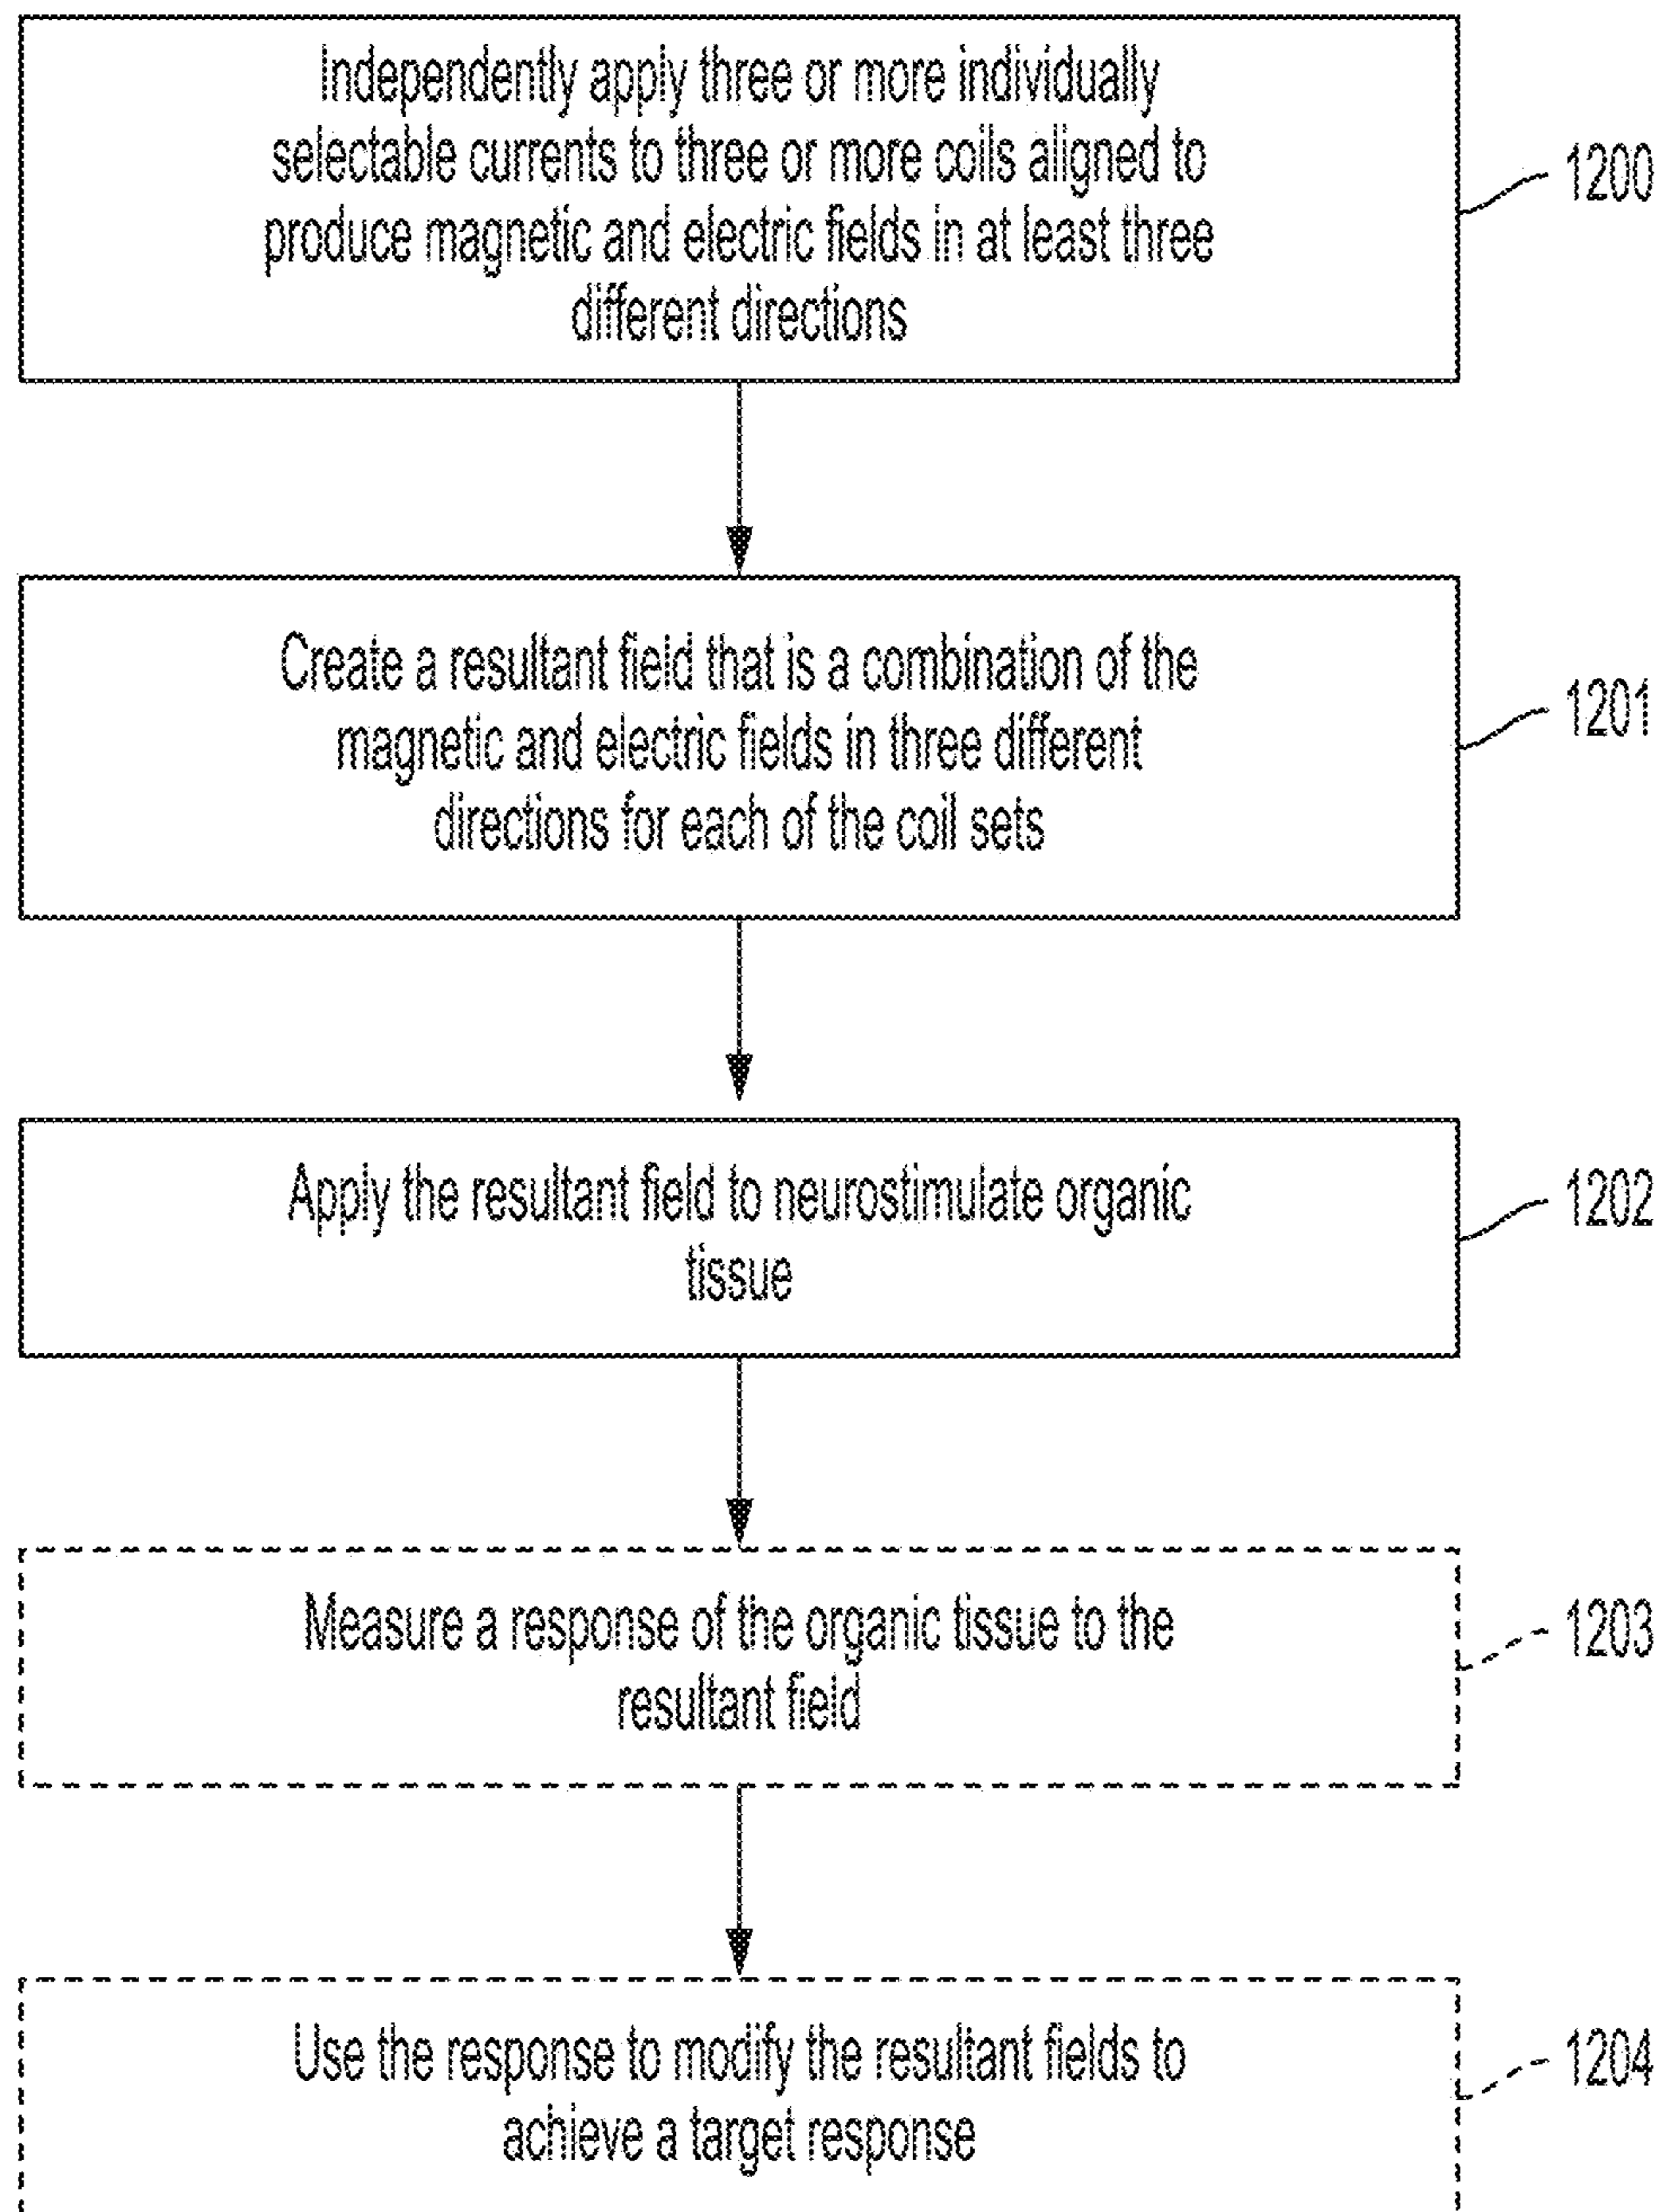 Independently apply three or more individually
selectable currents to three or more coils aligned to
produce magnetic and electric fields in at least three
different directions
1200
Create a resultant field that is a combination of the
magnetic and electric fields in three different
directions for each of the coil sets
1201
Apply the resultant field to neurostimulate organic
tissue
1202
Measure a response of the organic tissue to the
resultant field
1203
Use the response to modify the resultant fields to
achieve a target response
1204